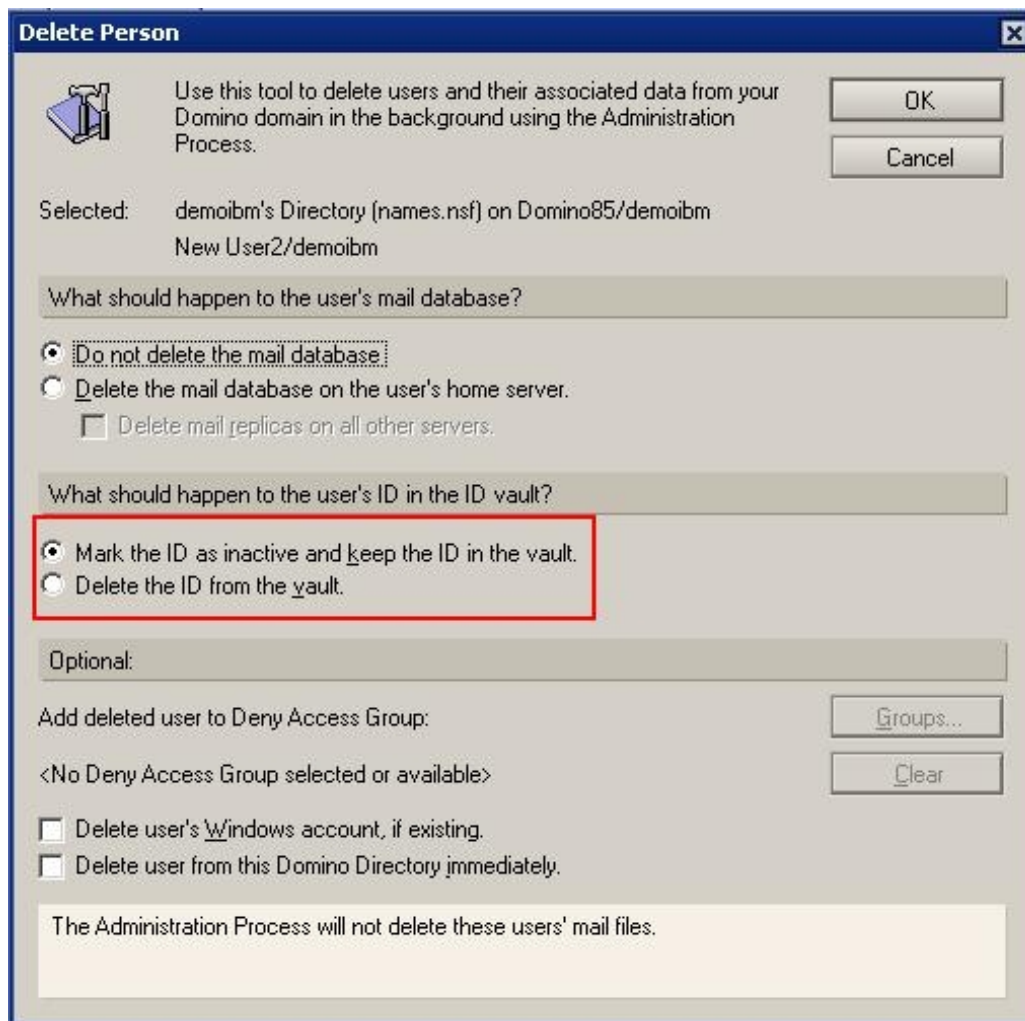 Delete Person
Use this tool to delete users and their associated data from your
Domino domain in the background using the Administration
Process.
OK
Cancel
Selected: demoibm's Directory (names.nsf) on Domino85/demoibm
New User2/demoibm
What should happen to the user's mail database?
Do not delete the mail database
Delete the mail database on the user's home server.
Delete mail replicas on all other servers.
What should happen to the user's ID in the ID vault?
Mark the ID as inactive and keep the ID in the vault.
Delete the ID from the vault.
Optional:
Add deleted user to Deny Access Group:
Groups...
<No Deny Access Group selected or available>
Clear
Delete user's Windows account, if existing.
Delete user from this Domino Directory immediately.
The Administration Process will not delete these users' mail files.